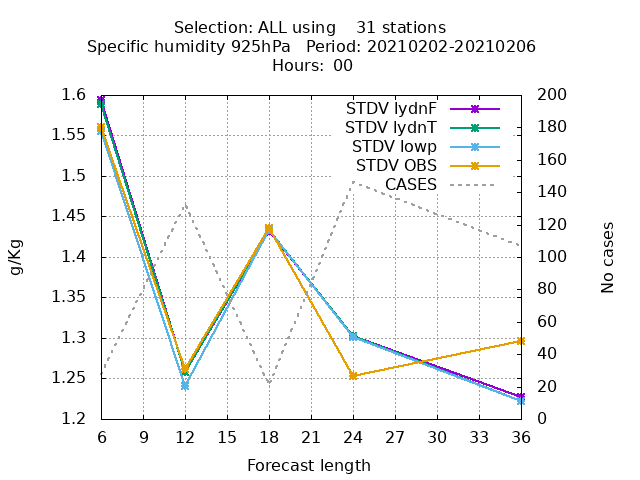 Selection: ALL using    31 stations
Specific humidity 925hPa   Period: 20210202-20210206
Hours:  00
1.6
1.55
1.5
1.45
1.4
1.35
1.3
1.25
1.2
g/Kg
STDV lydnF
STDV lydnT
STDV lowp
STDV OBS
CASES
200
180
160
140
120
100
80
60
40
20
0
No cases
6 9 12 15 18 21 24 27 30 33 36
Forecast length